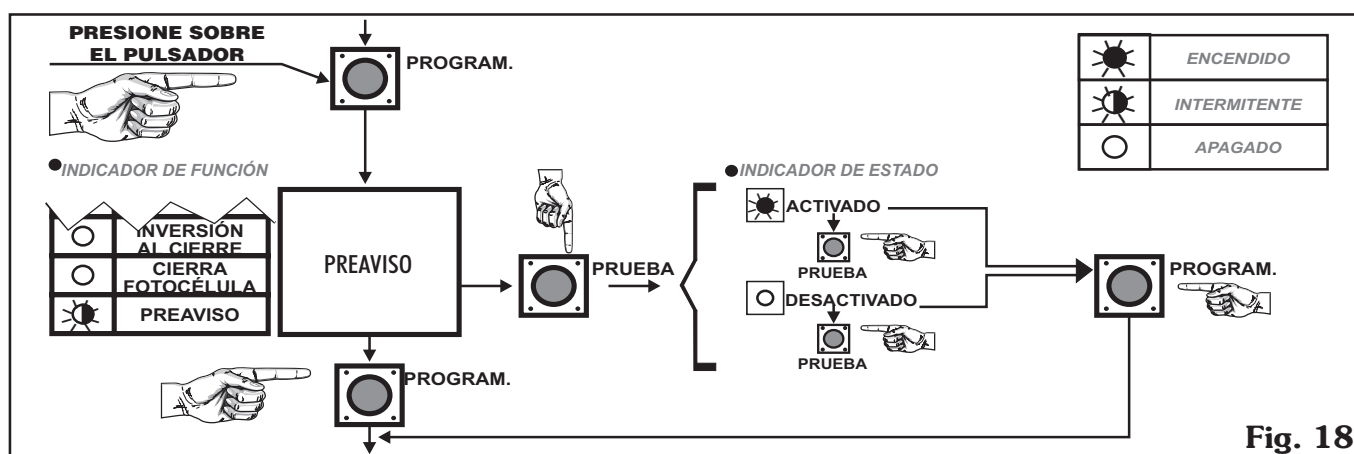 PRESIONE SOBRE
EL PULSADOR
PROGRAM.
ENCENDIDO
INTERMITENTE
APAGADO
INDICADOR DE FUNCIÓN
INVERSIÓN
AL CIERRE
CIERRA
FOTOCÉLULA
PREAVISO
PREAVISO
PRUEBA
INDICADOR DE ESTADO
ACTIVADO
PRUEBA
DESACTIVADO
PRUEBA
PROGRAM.
PROGRAM.
Fig. 18